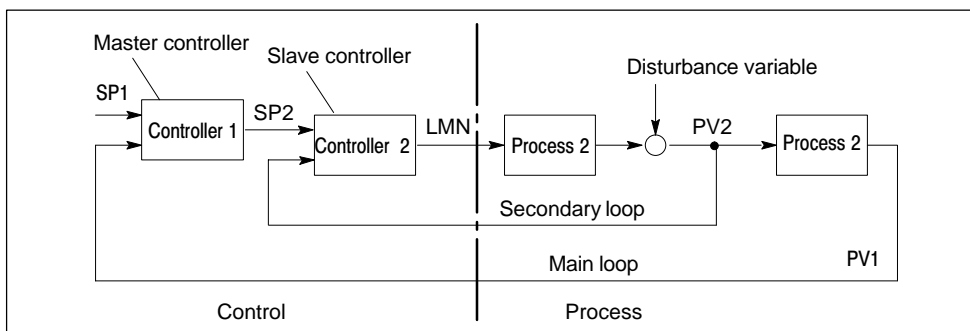 Master controller
Slave controller
Disturbance variable
SP1
SP2
LMN
PV2
Controller 1
Controller 2
Process 2
Process 2
Secondary loop
Main loop
PV1
Control
Process